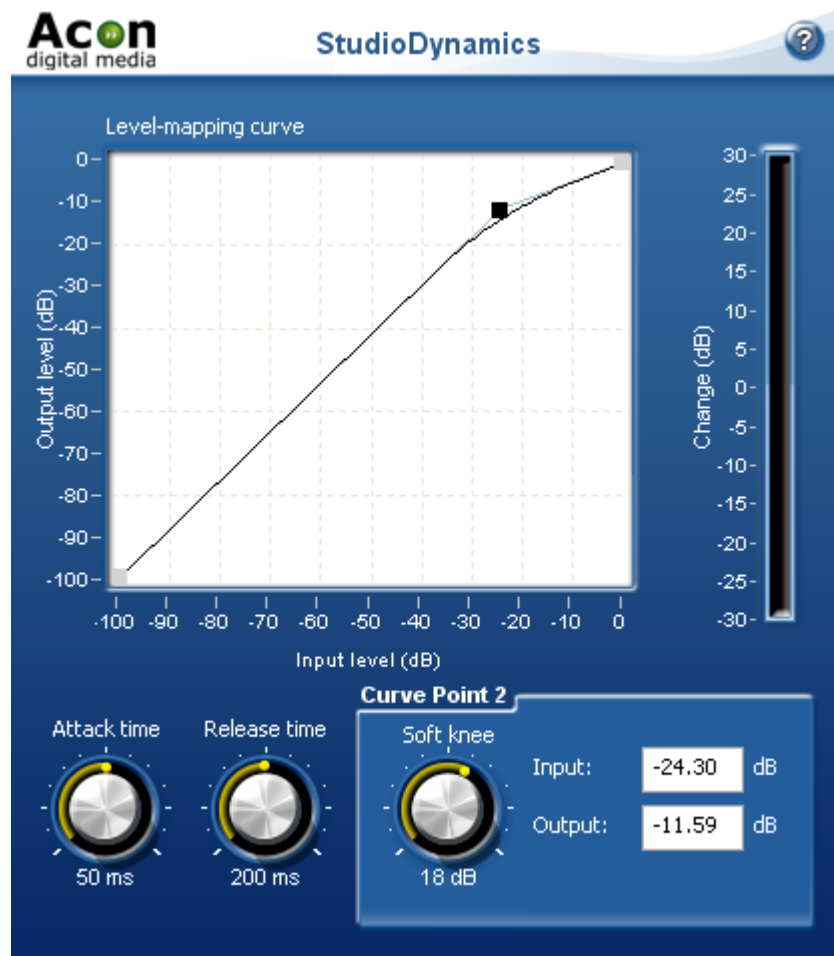 Acon
digital media
StudioDynamics
?
Level-mapping curve
0
-10
-20
-30
-40
-50
-60
-70
-80
-90
-100
Output level (dB)
-100 -90 -80 -70 -60 -50 -40 -30 -20 -10 0
Input level (dB)
30
25
20
15
10
5
0
-5
-10
-15
-20
-25
-30
Change (dB)
Attack time
50 ms
Release time
200 ms
Curve Point 2
Soft knee
18 dB
Input: -24.30 dB
Output: -11.59 dB